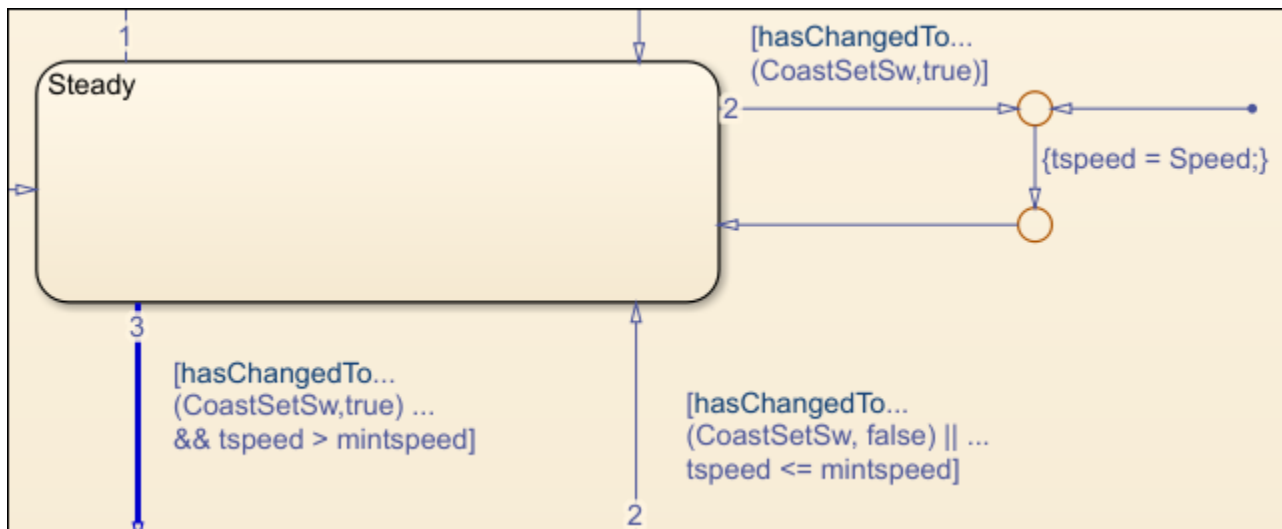 1
Steady
[hasChangedTo...
(CoastSetSw,true)]
2
{tspeed = Speed;}
3
[hasChangedTo...
(CoastSetSw,true) ...
&& tspeed > mintspeed]
[hasChangedTo...
(CoastSetSw, false) || ...
tspeed <= mintspeed]
2